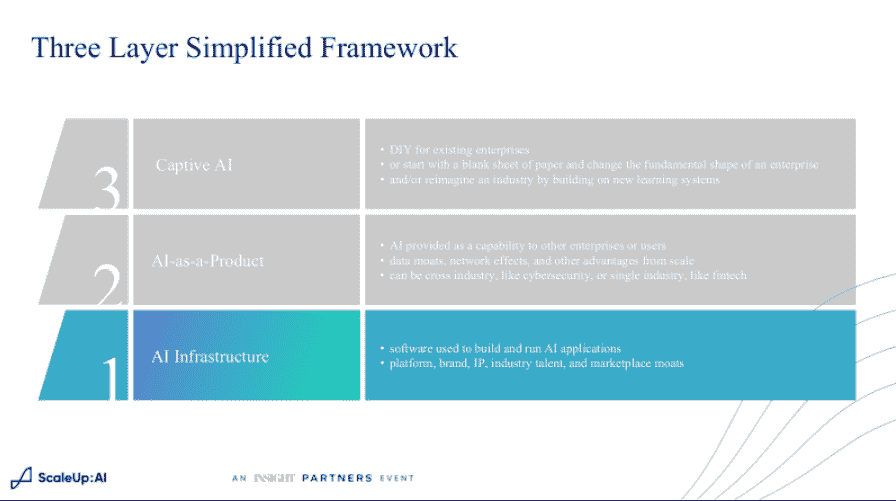 Three Layer Simplified Framework
3
Captive AI
• DIY for existing enterprises
• or start with a blank sheet of paper and change the fundamental shape of an enterprise
• and/or reimagine an industry by building on new learning systems
2
AI-as-a-Product
• AI provided as a capability to other enterprises or users
• data moats, network effects, and other advantages from scale
• can be cross industry, like cybersecurity, or single industry, like fintech
1
AI Infrastructure
• software used to build and run AI applications
• platform, brand, IP, industry talent, and marketplace moats
ScaleUp:AI
AN INSIGHT PARTNERS EVENT